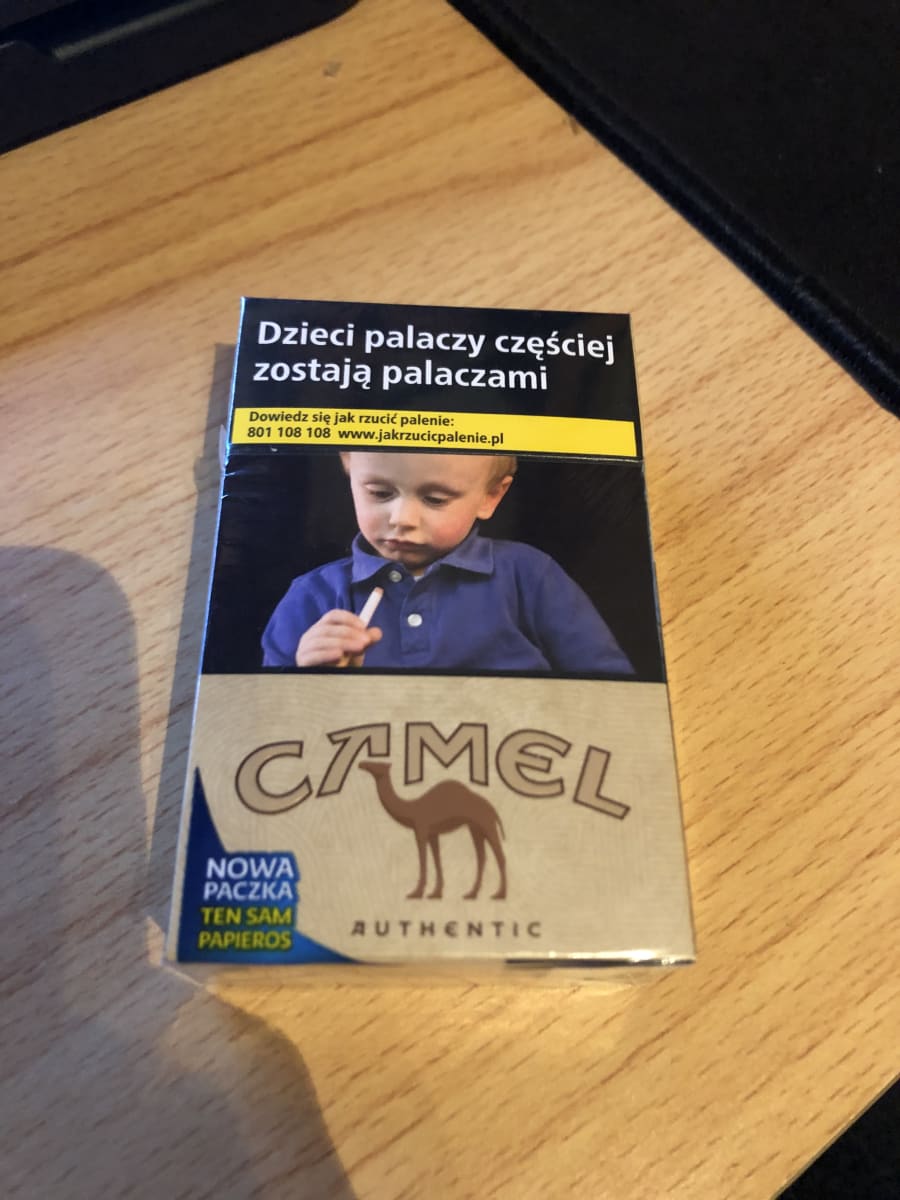 Dzieci palaczy częściej
zostają palaczami
Dowiedz się jak rzucić palenie:
801 108 108 www.jakrzucicpalenie.pl
CAMEL
AUTHENTIC
NOWA
PACZKA
TEN SAM
PAPIEROS